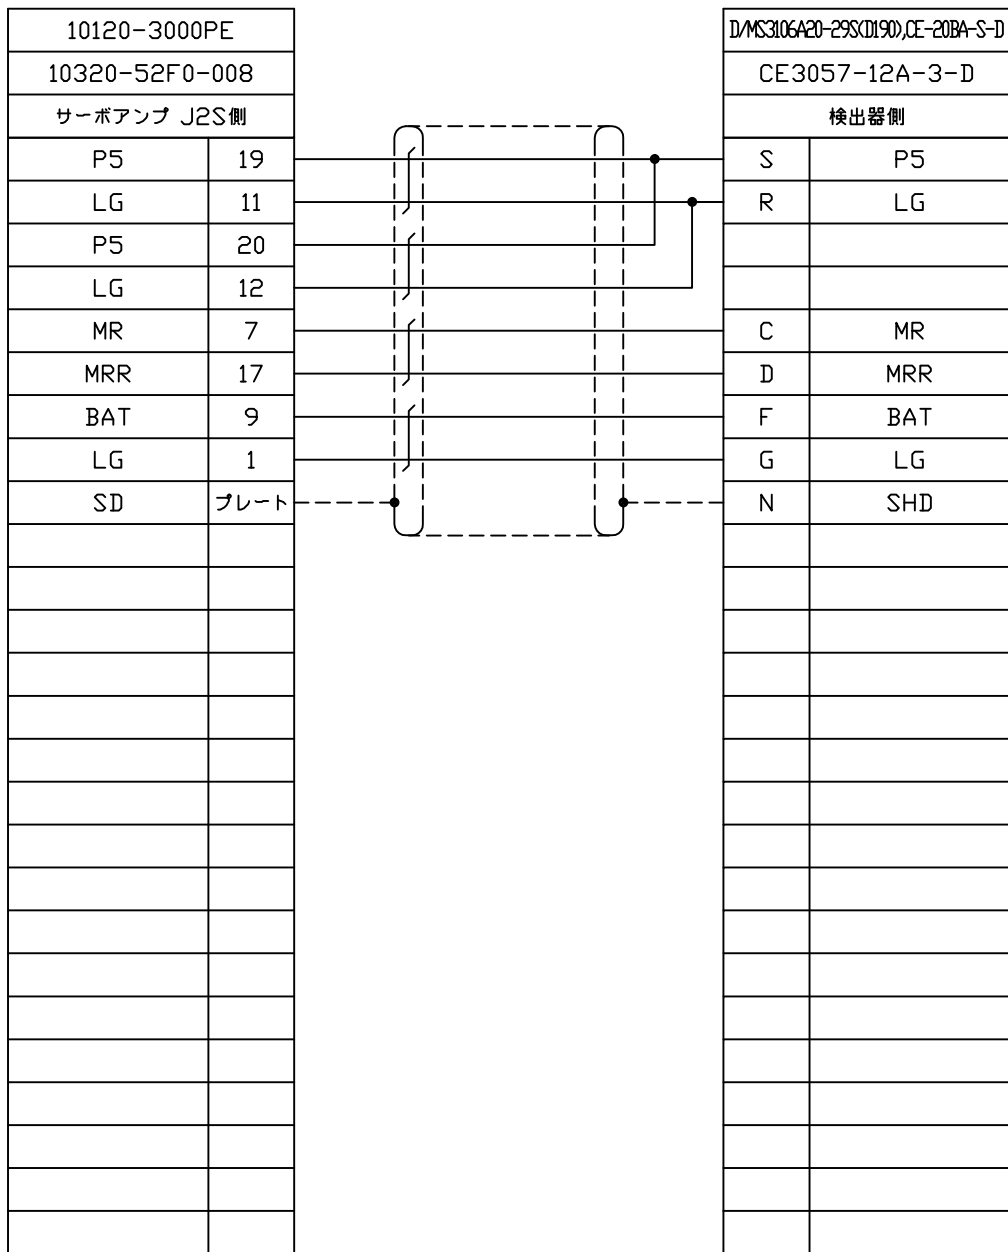 10120-3000PE
10320-52F0-008
サーボアンプ J2S側
P5 19
LG 11
P5 20
LG 12
MR 7
MRR 17
BAT 9
LG 1
SD プレート
D/MS3106A20-29S(D190),CE-20BA-S-D
CE3057-12A-3-D
検出器側
S P5
R LG
C MR
D MRR
F BAT
G LG
N SHD